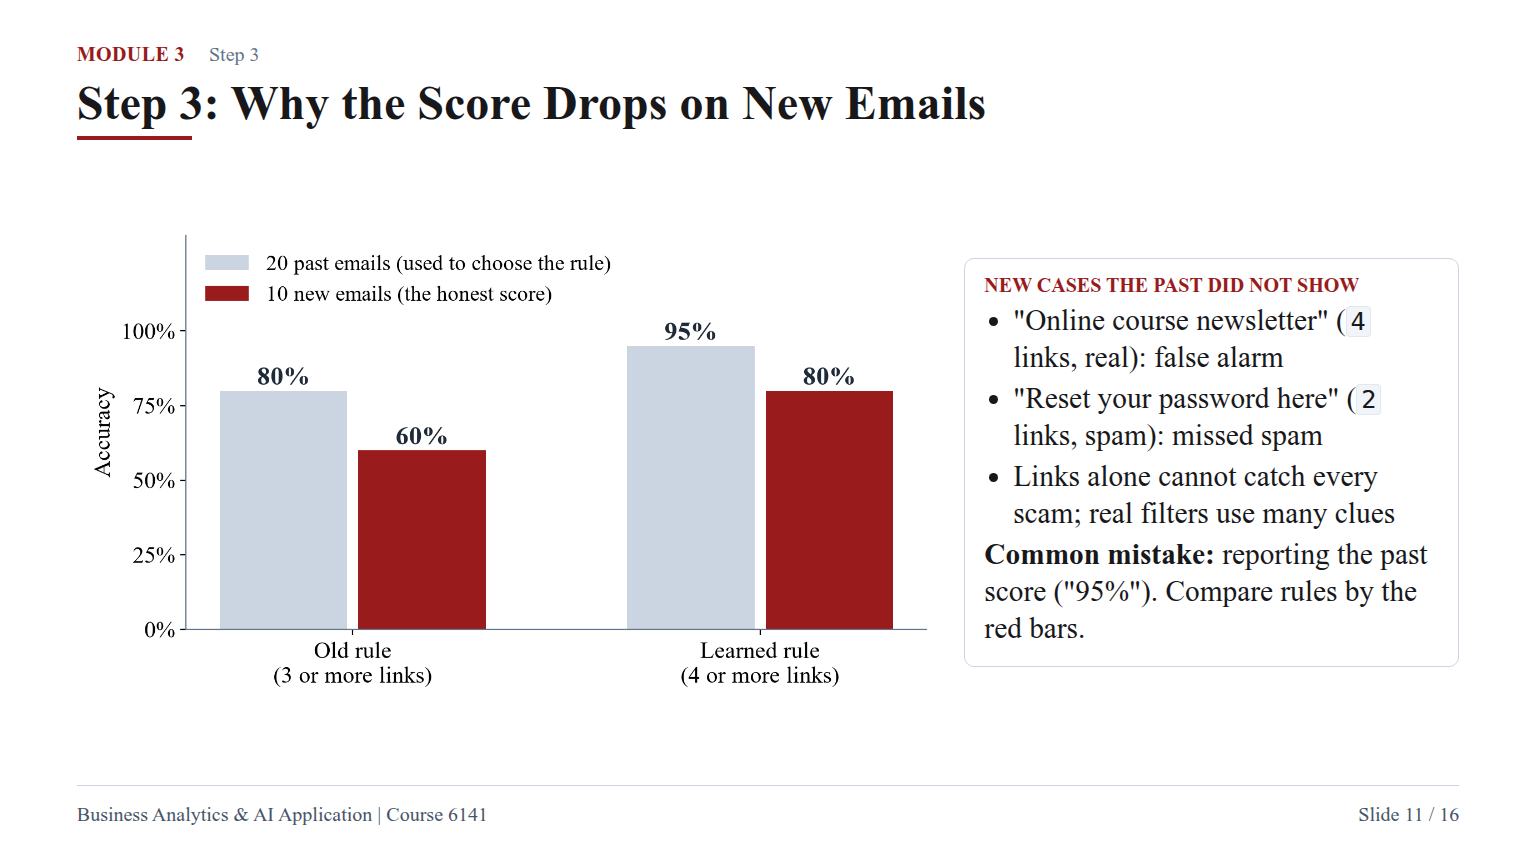 MODULE 3 Step 3
Step 3: Why the Score Drops on New Emails
20 past emails (used to choose the rule)
10 new emails (the honest score)
Accuracy
100%
75%
50%
25%
0%
80%
60%
95%
80%
Old rule
(3 or more links)
Learned rule
(4 or more links)
NEW CASES THE PAST DID NOT SHOW
• "Online course newsletter" (4
links, real): false alarm
• "Reset your password here" (2
links, spam): missed spam
• Links alone cannot catch every
scam; real filters use many clues
Common mistake: reporting the past
score ("95%"). Compare rules by the
red bars.
Business Analytics & AI Application | Course 6141
Slide 11 / 16